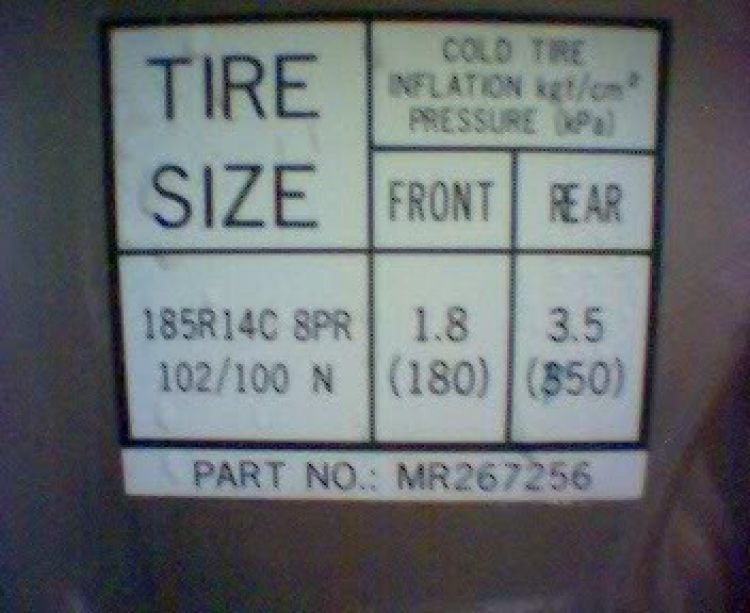 TIRE
SIZE
COLD TIRE
INFLATION kgf/cm²
PRESSURE (kPa)
FRONT
REAR
185R14C 8PR
102/100 N
1.8
(180)
3.5
(350)
PART NO.: MR267256